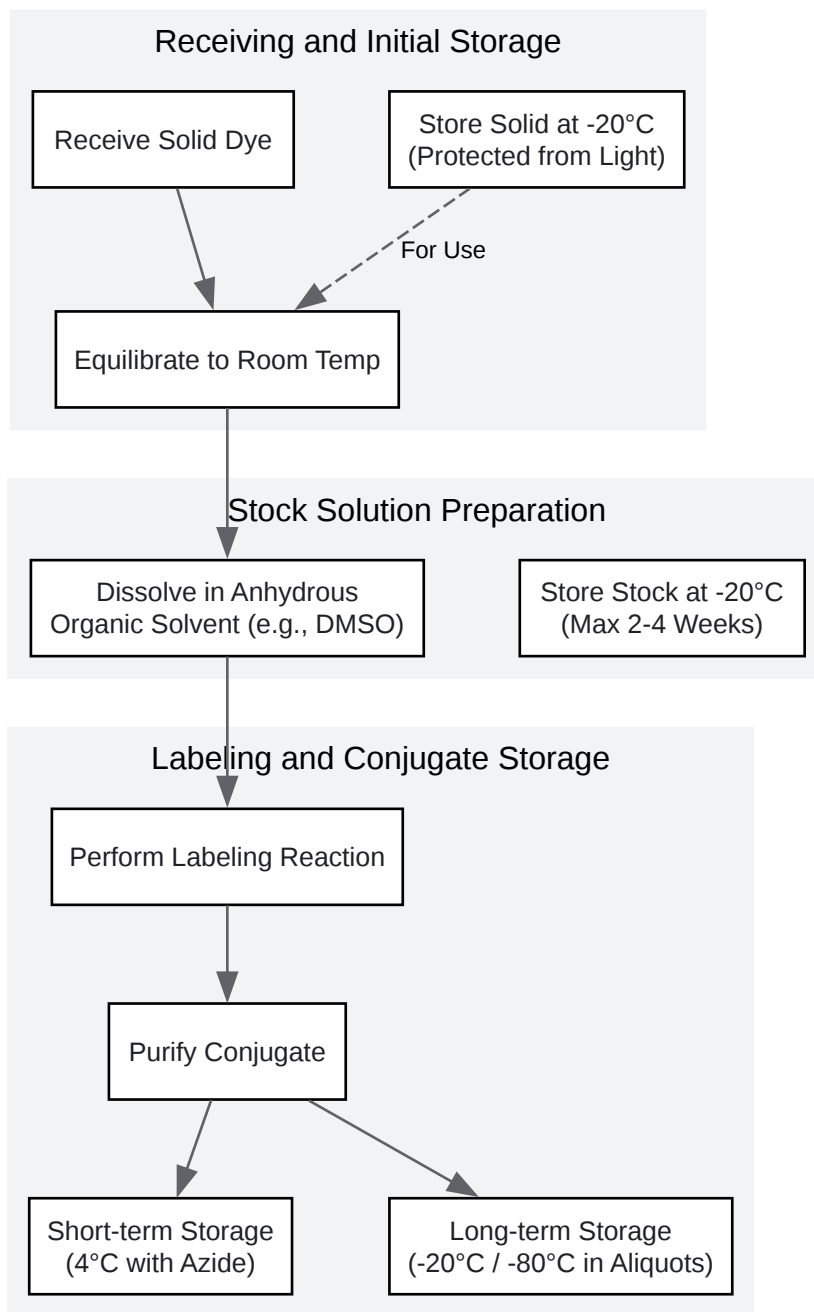 Receiving and Initial Storage
Receive Solid Dye
Store Solid at -20°C
(Protected from Light)
For Use
Equilibrate to Room Temp
Stock Solution Preparation
Dissolve in Anhydrous
Organic Solvent (e.g., DMSO)
Store Stock at -20°C
(Max 2-4 Weeks)
Labeling and Conjugate Storage
Perform Labeling Reaction
Purify Conjugate
Short-term Storage
(4°C with Azide)
Long-term Storage
(-20°C / -80°C in Aliquots)